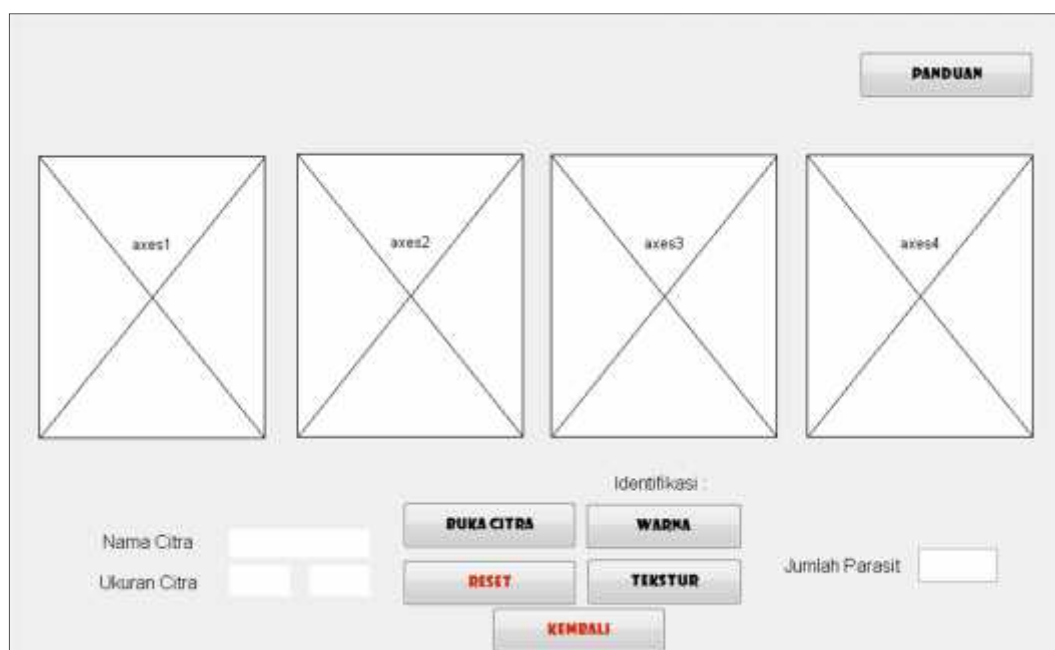 PANDUAN
axes1 axes2 axes3 axes4
Identifikasi :
BUKA CITRA WARNA
Nama Citra
Jumlah Parasit
Ukuran Citra RESET TEKSTUR
KEMBALI